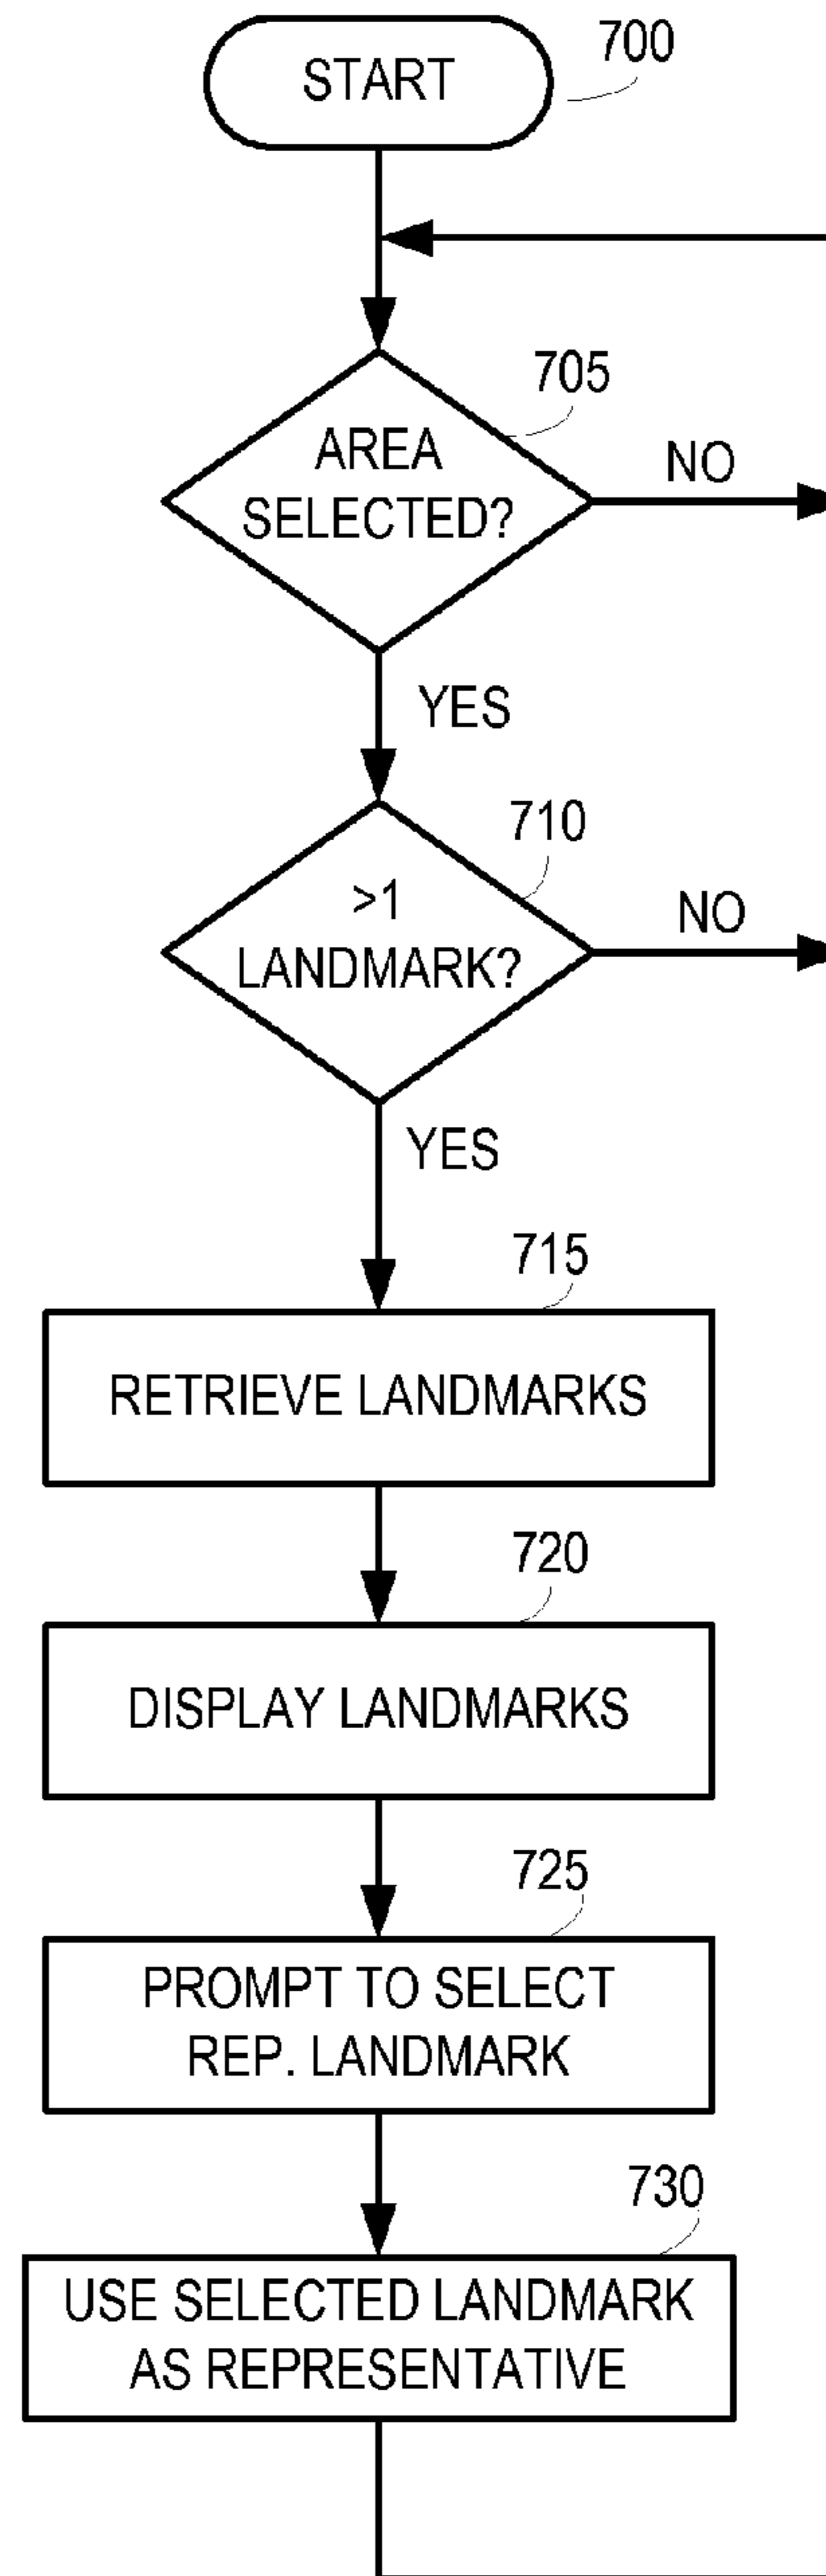 START
700
705
AREA
SELECTED?
NO
YES
710
>1
LANDMARK?
NO
YES
715
RETRIEVE LANDMARKS
720
DISPLAY LANDMARKS
725
PROMPT TO SELECT
REP. LANDMARK
730
USE SELECTED LANDMARK
AS REPRESENTATIVE